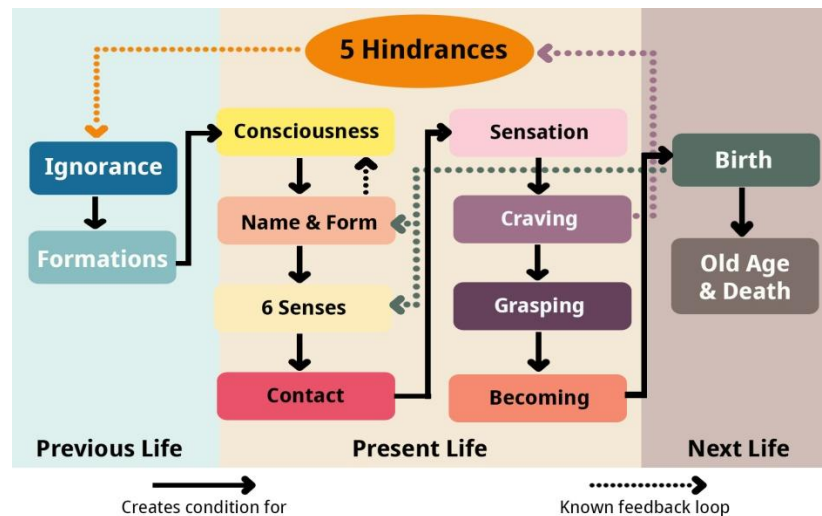 5 Hindrances
Ignorance
Formations
Consciousness
Name & Form
6 Senses
Contact
Sensation
Craving
Grasping
Becoming
Birth
Old Age
& Death
Previous Life
Present Life
Next Life
Creates condition for
Known feedback loop